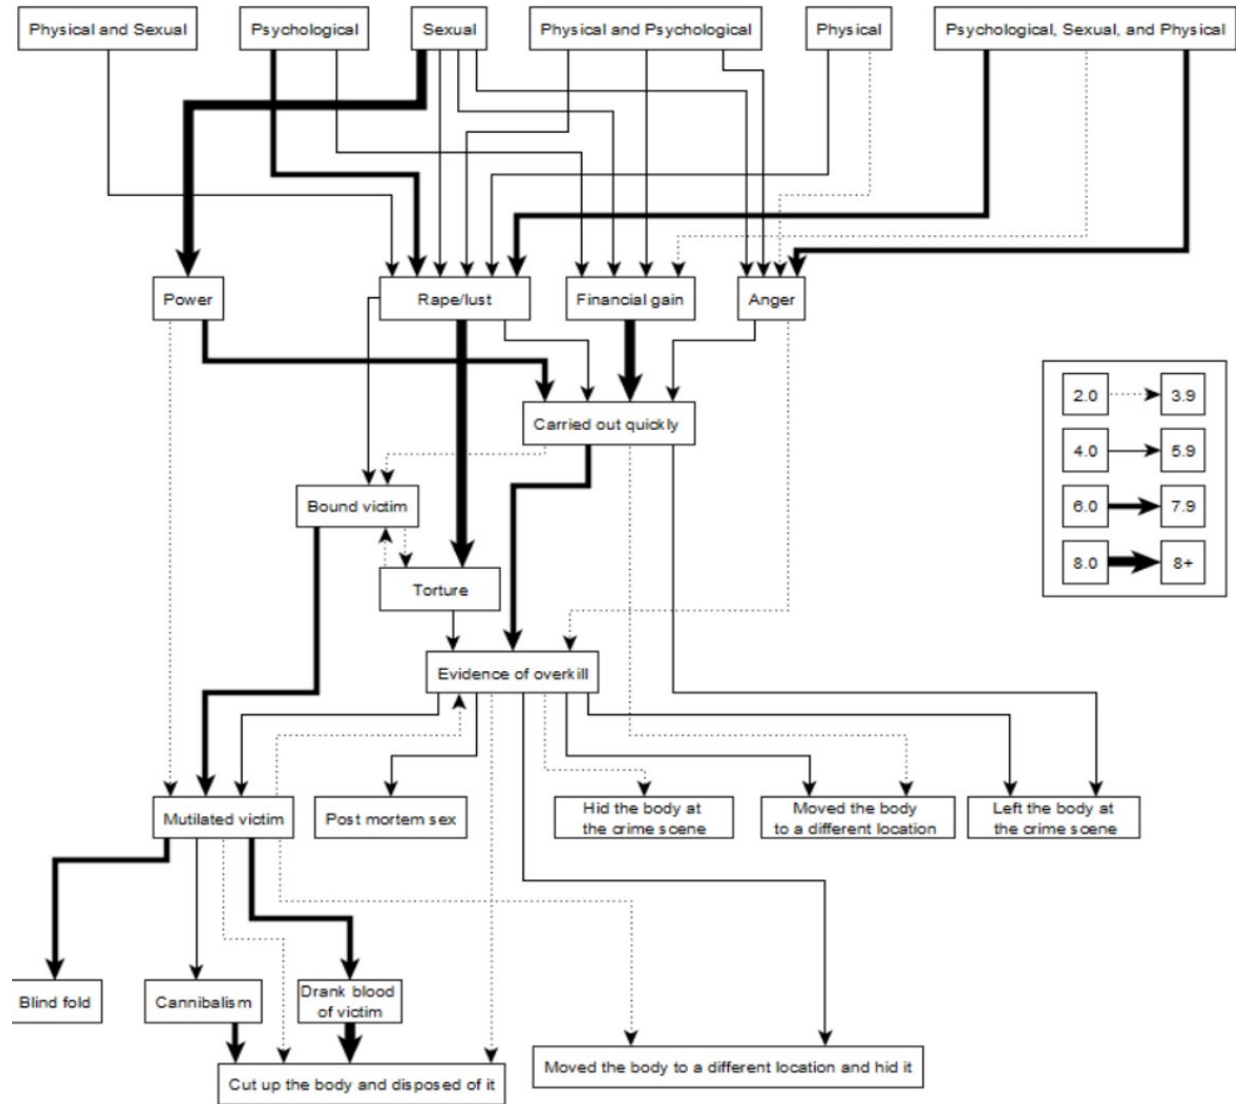 Physical and Sexual
Psychological
Sexual
Physical and Psychological
Physical
Psychological, Sexual, and Physical
Power
Rape/lust
Financial gain
Anger
2.0
3.9
4.0
5.9
6.0
7.9
8.0
8+
Carried out quickly
Bound victim
Torture
Evidence of overkill
Mutilated victim
Post mortem sex
Hid the body at
the crime scene
Moved the body
to a different location
Left the body at
the crime scene
Blind fold
Cannibalism
Drank blood
of victim
Cut up the body and disposed of it
Moved the body to a different location and hid it